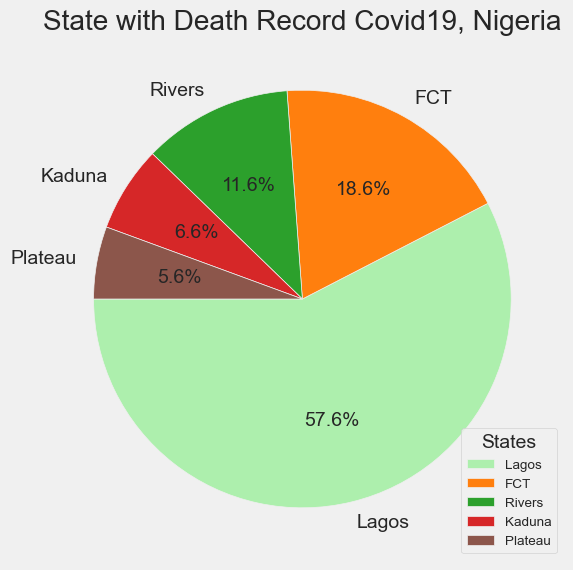 State with Death Record Covid19, Nigeria
Rivers
FCT
11.6%
18.6%
Kaduna
6.6%
Plateau
5.6%
57.6%
Lagos
States
Lagos
FCT
Rivers
Kaduna
Plateau